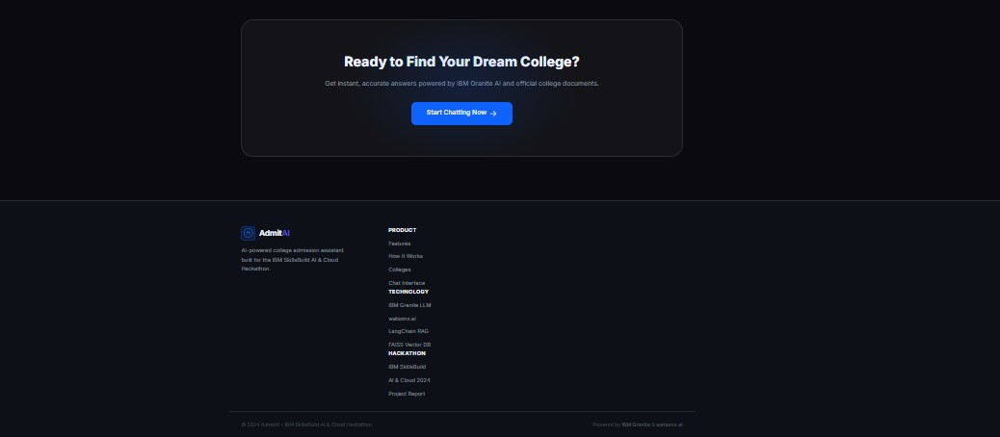 Ready to Find Your Dream College?
Get instant, accurate answers powered by IBM Granite AI and official college documents.
Start Chatting Now →
AdmitAI
AI-powered college admission assistant
built for the IBM SkillsBuild AI & Cloud
Hackathon.
PRODUCT
Features
How It Works
Colleges
Chat Interface
TECHNOLOGY
IBM Granite LLM
watsonx.ai
LangChain RAG
FAISS Vector DB
HACKATHON
IBM SkillsBuild
AI & Cloud 2024
Project Report
© 2024 AdmitAI • IBM SkillsBuild AI & Cloud Hackathon
Powered by IBM Granite & watsonx.ai